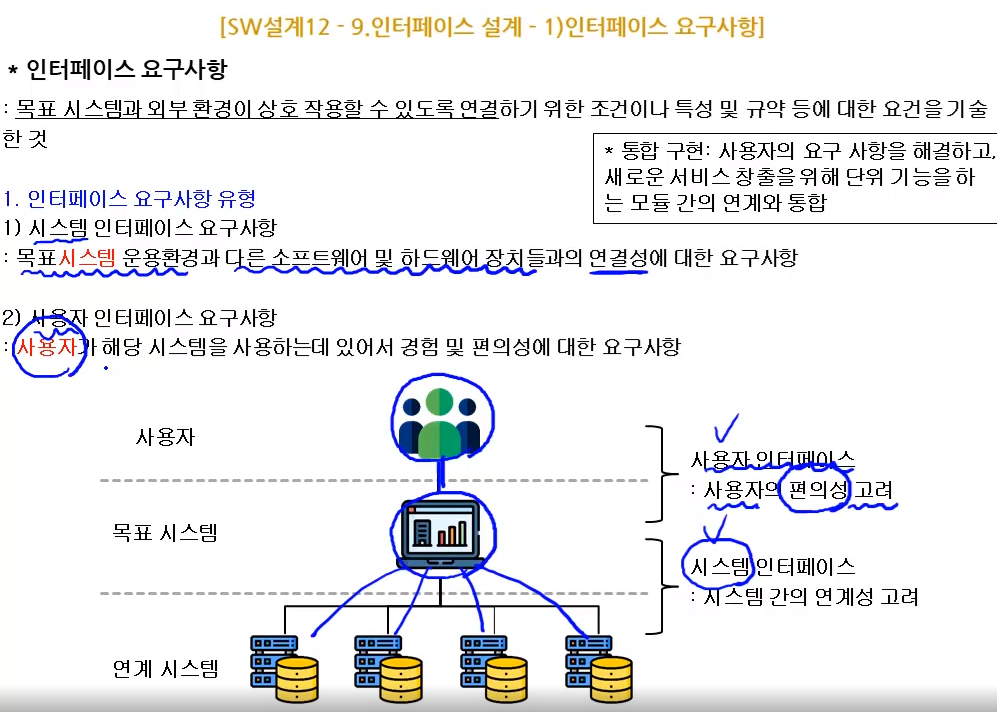 [SW설계12 - 9.인터페이스 설계 - 1)인터페이스 요구사항]
* 인터페이스 요구사항
: 목표 시스템과 외부 환경이 상호 작용할 수 있도록 연결하기 위한 조건이나 특성 및 규약 등에 대한 요건을 기술
한 것
* 통합 구현: 사용자의 요구 사항을 해결하고,
새로운 서비스 창출을 위해 단위 기능을 하
는 모듈 간의 연계와 통합
1. 인터페이스 요구사항 유형
1) 시스템 인터페이스 요구사항
: 목표시스템 운용환경과 다른 소프트웨어 및 하드웨어 장치들과의 연결성에 대한 요구사항
2) 사용자 인터페이스 요구사항
: 사용자가 해당 시스템을 사용하는데 있어서 경험 및 편의성에 대한 요구사항
사용자
사용자 인터페이스
: 사용자의 편의성 고려
목표 시스템
시스템 인터페이스
: 시스템 간의 연계성 고려
연계 시스템